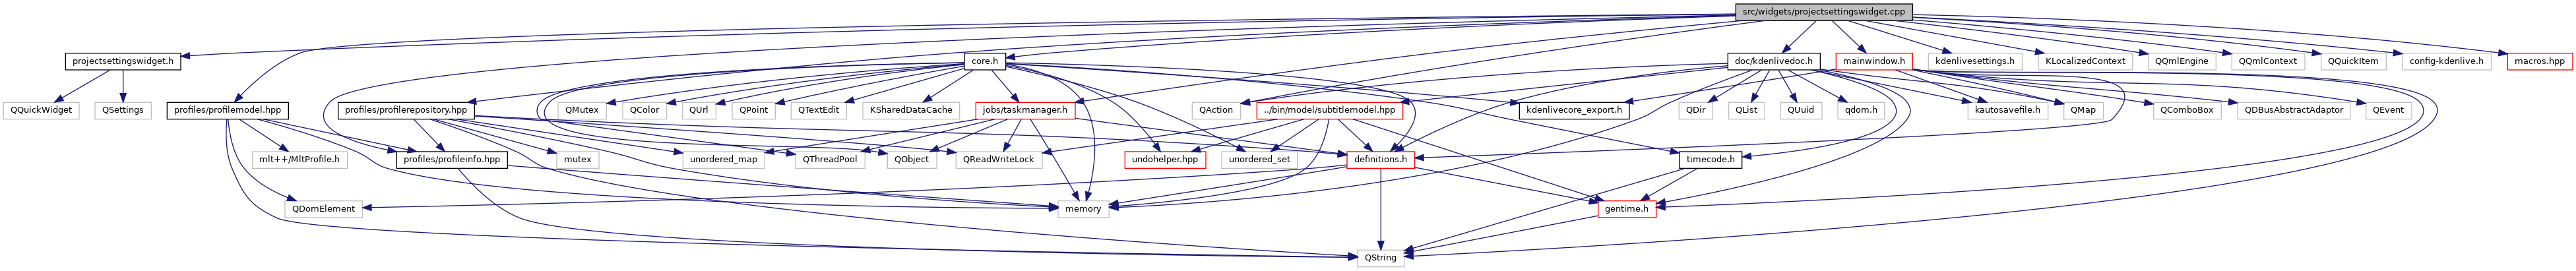 src/widgets/projectsettingswidget.cpp
projectsettingswidget.h
core.h
doc/kdenlivedoc.h
mainwindow.h
kdenlivesettings.h
KLocalizedContext
QQmlEngine
QQmlContext
QQuickItem
config-kdenlive.h
macros.hpp
QQuickWidget
QSettings
profiles/profilemodel.hpp
profiles/profilerepository.hpp
QMutex
QColor
QUrl
QPoint
QTextEdit
KSharedDataCache
jobs/taskmanager.h
QAction
../bin/model/subtitlemodel.hpp
kdenlivecore_export.h
QDir
QList
QUuid
qdom.h
kautosavefile.h
QMap
QComboBox
QDBusAbstractAdaptor
QEvent
mlt++/MltProfile.h
profiles/profileinfo.hpp
mutex
unordered_map
QThreadPool
QObject
QReadWriteLock
undohelper.hpp
unordered_set
definitions.h
timecode.h
QDomElement
memory
gentime.h
QString